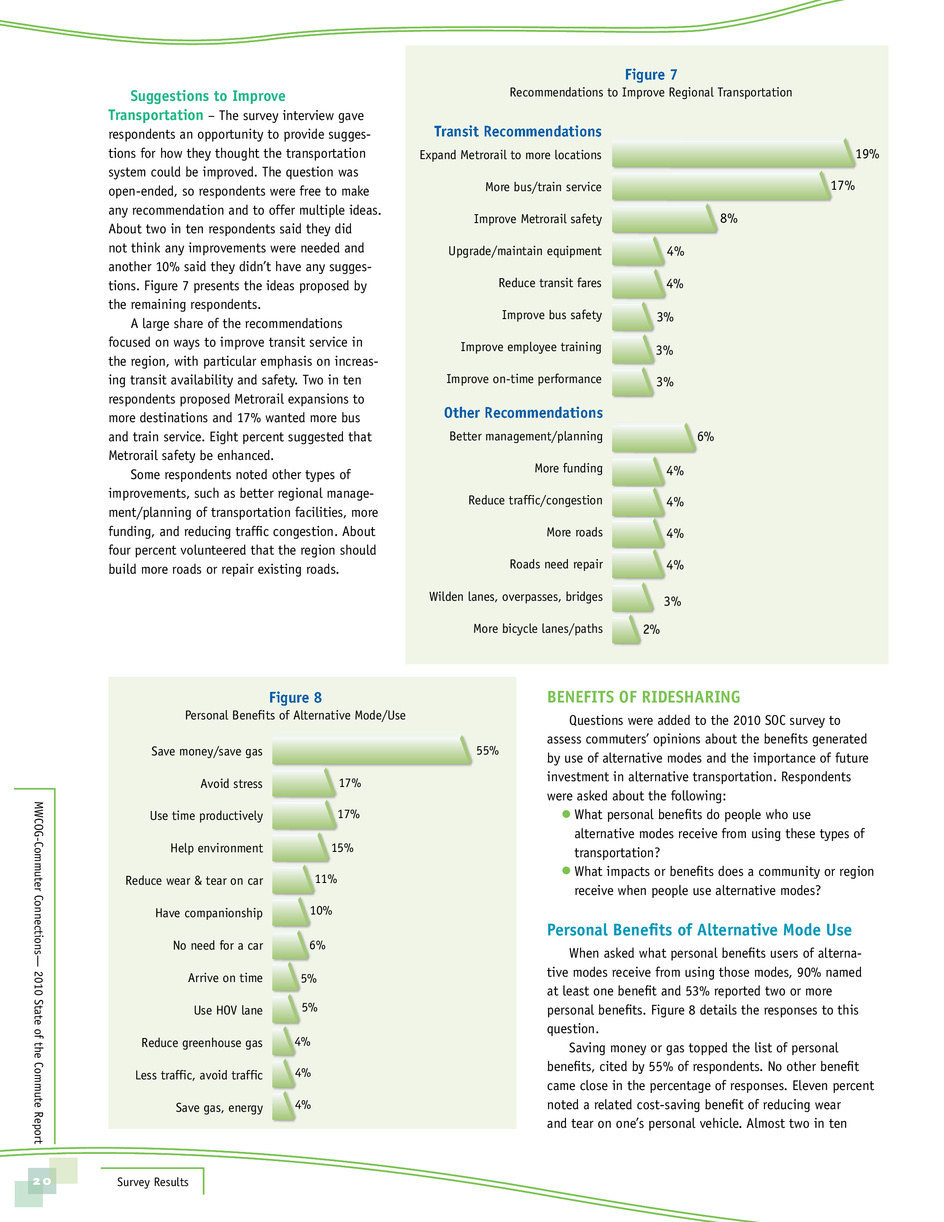 Suggestions to Improve
Transportation – The survey interview gave
respondents an opportunity to provide sugges-
tions for how they thought the transportation
system could be improved. The question was
open-ended, so respondents were free to make
any recommendation and to offer multiple ideas.
About two in ten respondents said they did
not think any improvements were needed and
another 10% said they didn't have any sugges-
tions. Figure 7 presents the ideas proposed by
the remaining respondents.
A large share of the recommendations
focused on ways to improve transit service in
the region, with particular emphasis on increas-
ing transit availability and safety. Two in ten
respondents proposed Metrorail expansions to
more destinations and 17% wanted more bus
and train service. Eight percent suggested that
Metrorail safety be enhanced.
Some respondents noted other types of
improvements, such as better regional manage-
ment/planning of transportation facilities, more
funding, and reducing traffic congestion. About
four percent volunteered that the region should
build more roads or repair existing roads.
Figure 7
Recommendations to Improve Regional Transportation
Transit Recommendations
Expand Metrorail to more locations 19%
More bus/train service 17%
Improve Metrorail safety 8%
Upgrade/maintain equipment 4%
Reduce transit fares 4%
Improve bus safety 3%
Improve employee training 3%
Improve on-time performance 3%
Other Recommendations
Better management/planning 6%
More funding 4%
Reduce traffic/congestion 4%
More roads 4%
Roads need repair 4%
Wilden lanes, overpasses, bridges 3%
More bicycle lanes/paths 2%
Figure 8
Personal Benefits of Alternative Mode/Use
Save money/save gas 55%
Avoid stress 17%
Use time productively 17%
Help environment 15%
Reduce wear & tear on car 11%
Have companionship 10%
No need for a car 6%
Arrive on time 5%
Use HOV lane 5%
Reduce greenhouse gas 4%
Less traffic, avoid traffic 4%
Save gas, energy 4%
BENEFITS OF RIDESHARING
Questions were added to the 2010 SOC survey to
assess commuters' opinions about the benefits generated
by use of alternative modes and the importance of future
investment in alternative transportation. Respondents
were asked about the following:
● What personal benefits do people who use
alternative modes receive from using these types of
transportation?
● What impacts or benefits does a community or region
receive when people use alternative modes?
Personal Benefits of Alternative Mode Use
When asked what personal benefits users of alterna-
tive modes receive from using those modes, 90% named
at least one benefit and 53% reported two or more
personal benefits. Figure 8 details the responses to this
question.
Saving money or gas topped the list of personal
benefits, cited by 55% of respondents. No other benefit
came close in the percentage of responses. Eleven percent
noted a related cost-saving benefit of reducing wear
and tear on one's personal vehicle. Almost two in ten
MWCOG-Commuter Connections— 2010 State of the Commute Report
20
Survey Results